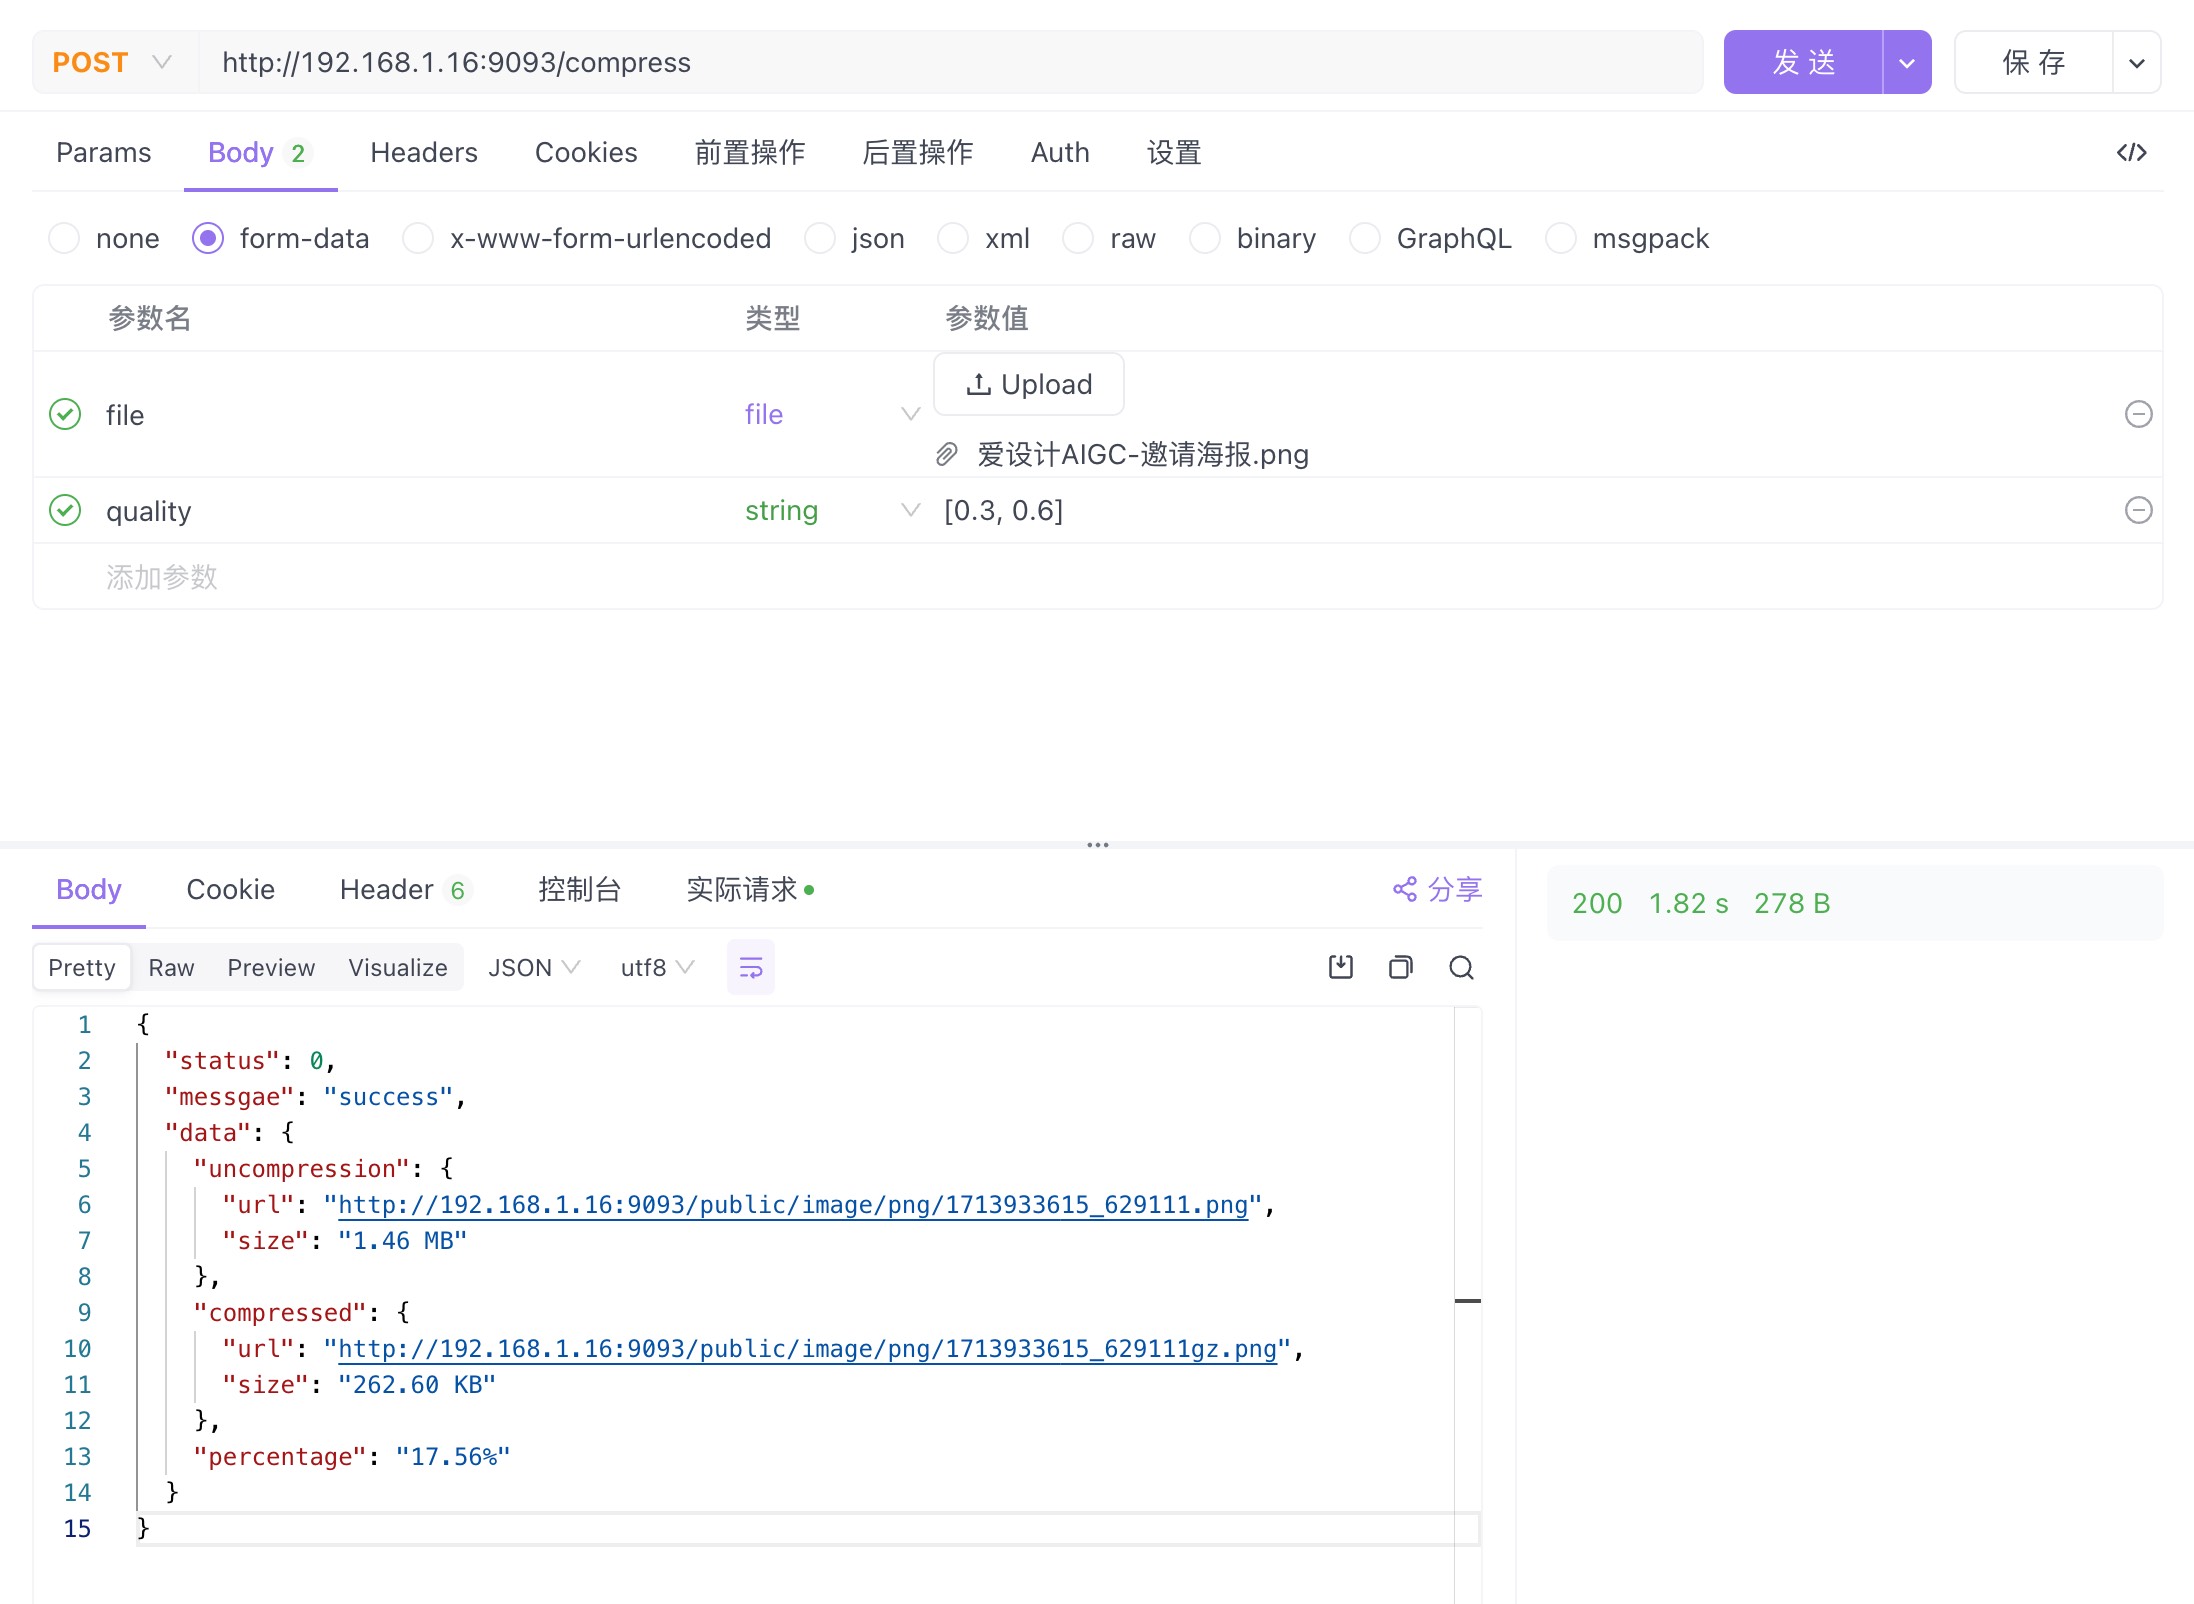 POST http://192.168.1.16:9093/compress 发 送 保 存
Params Body 2 Headers Cookies 前置操作 后置操作 Auth 设置
none form-data x-www-form-urlencoded json xml raw binary GraphQL msgpack
参数名 类型 参数值
Upload
file file
爱设计AIGC-邀请海报.png
quality string [0.3, 0.6]
添加参数
Body Cookie Header 6 控制台 实际请求 分享
200 1.82 s 278 B
Pretty Raw Preview Visualize JSON utf8
1 {
2 "status": 0,
3 "messgae": "success",
4 "data": {
5 "uncompression": {
6 "url": "http://192.168.1.16:9093/public/image/png/1713933615_629111.png",
7 "size": "1.46 MB"
8 },
9 "compressed": {
10 "url": "http://192.168.1.16:9093/public/image/png/1713933615_629111gz.png",
11 "size": "262.60 KB"
12 },
13 "percentage": "17.56%"
14 }
15 }